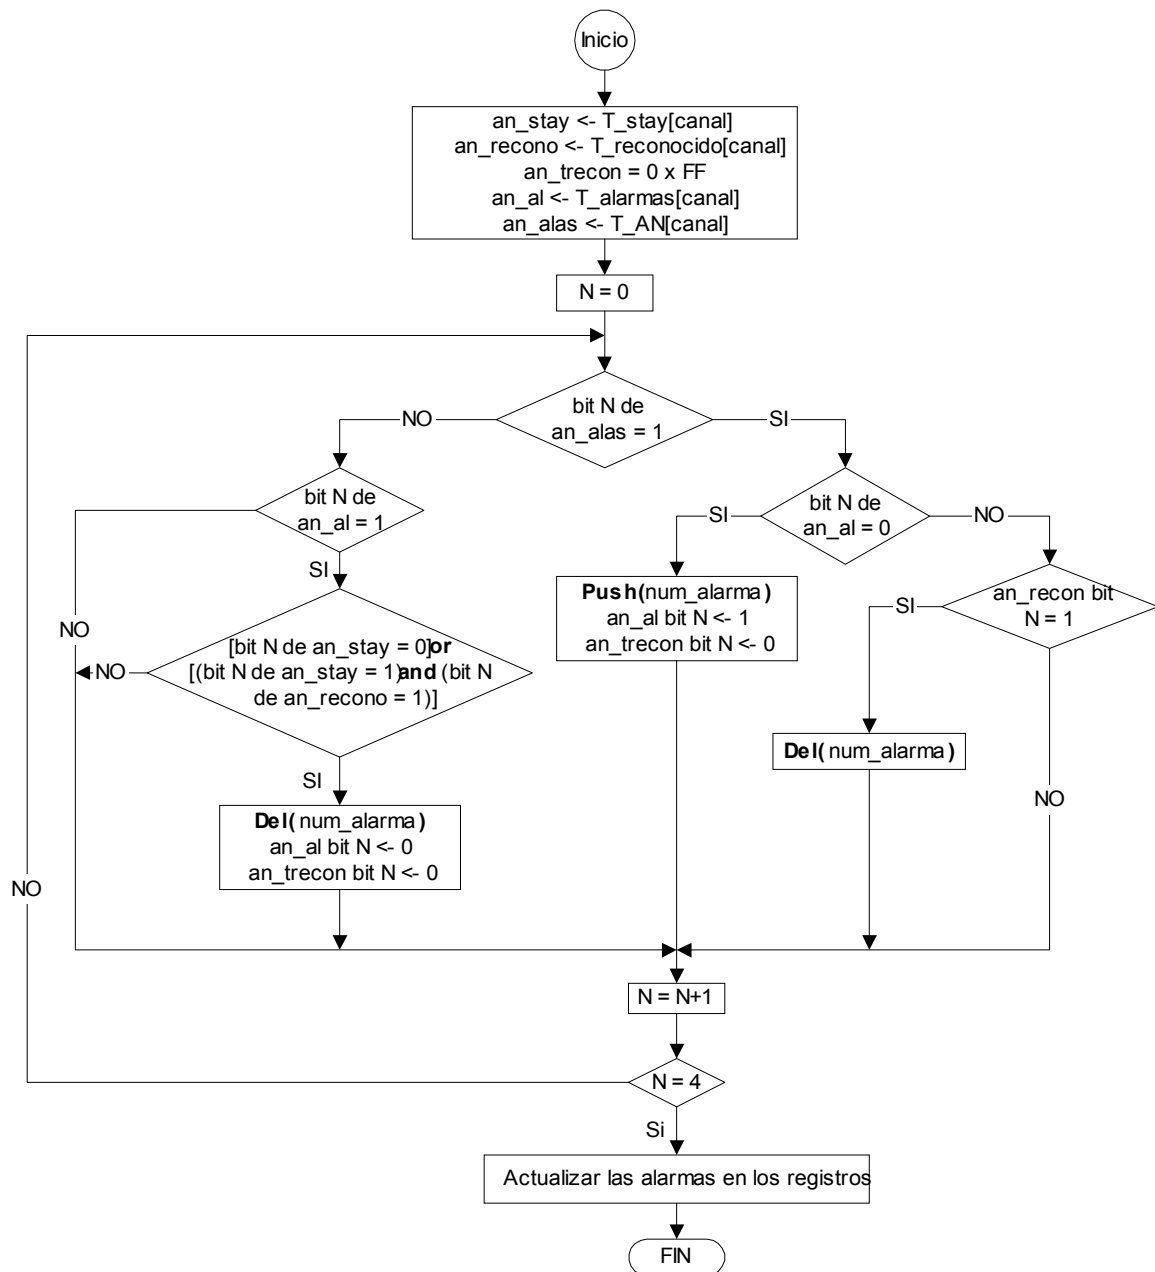 Inicio
an_stay <- T_stay[canal]
an_recono <- T_reconocido[canal]
an_trecon = 0 x FF
an_al <- T_alarmas[canal]
an_alas <- T_AN[canal]
N = 0
bit N de
an_alas = 1
NO
SI
bit N de
an_al = 1
bit N de
an_al = 0
SI
NO
SI
NO
Push(num_alarma)
an_al bit N <- 1
an_trecon bit N <- 0
an_recon bit
N = 1
SI
[bit N de an_stay = 0]or
[(bit N de an_stay = 1)and (bit N
de an_recono = 1)]
NO
Del(num_alarma)
NO
SI
Del(num_alarma)
an_al bit N <- 0
an_trecon bit N <- 0
NO
N = N+1
N = 4
Si
Actualizar las alarmas en los registros
FIN